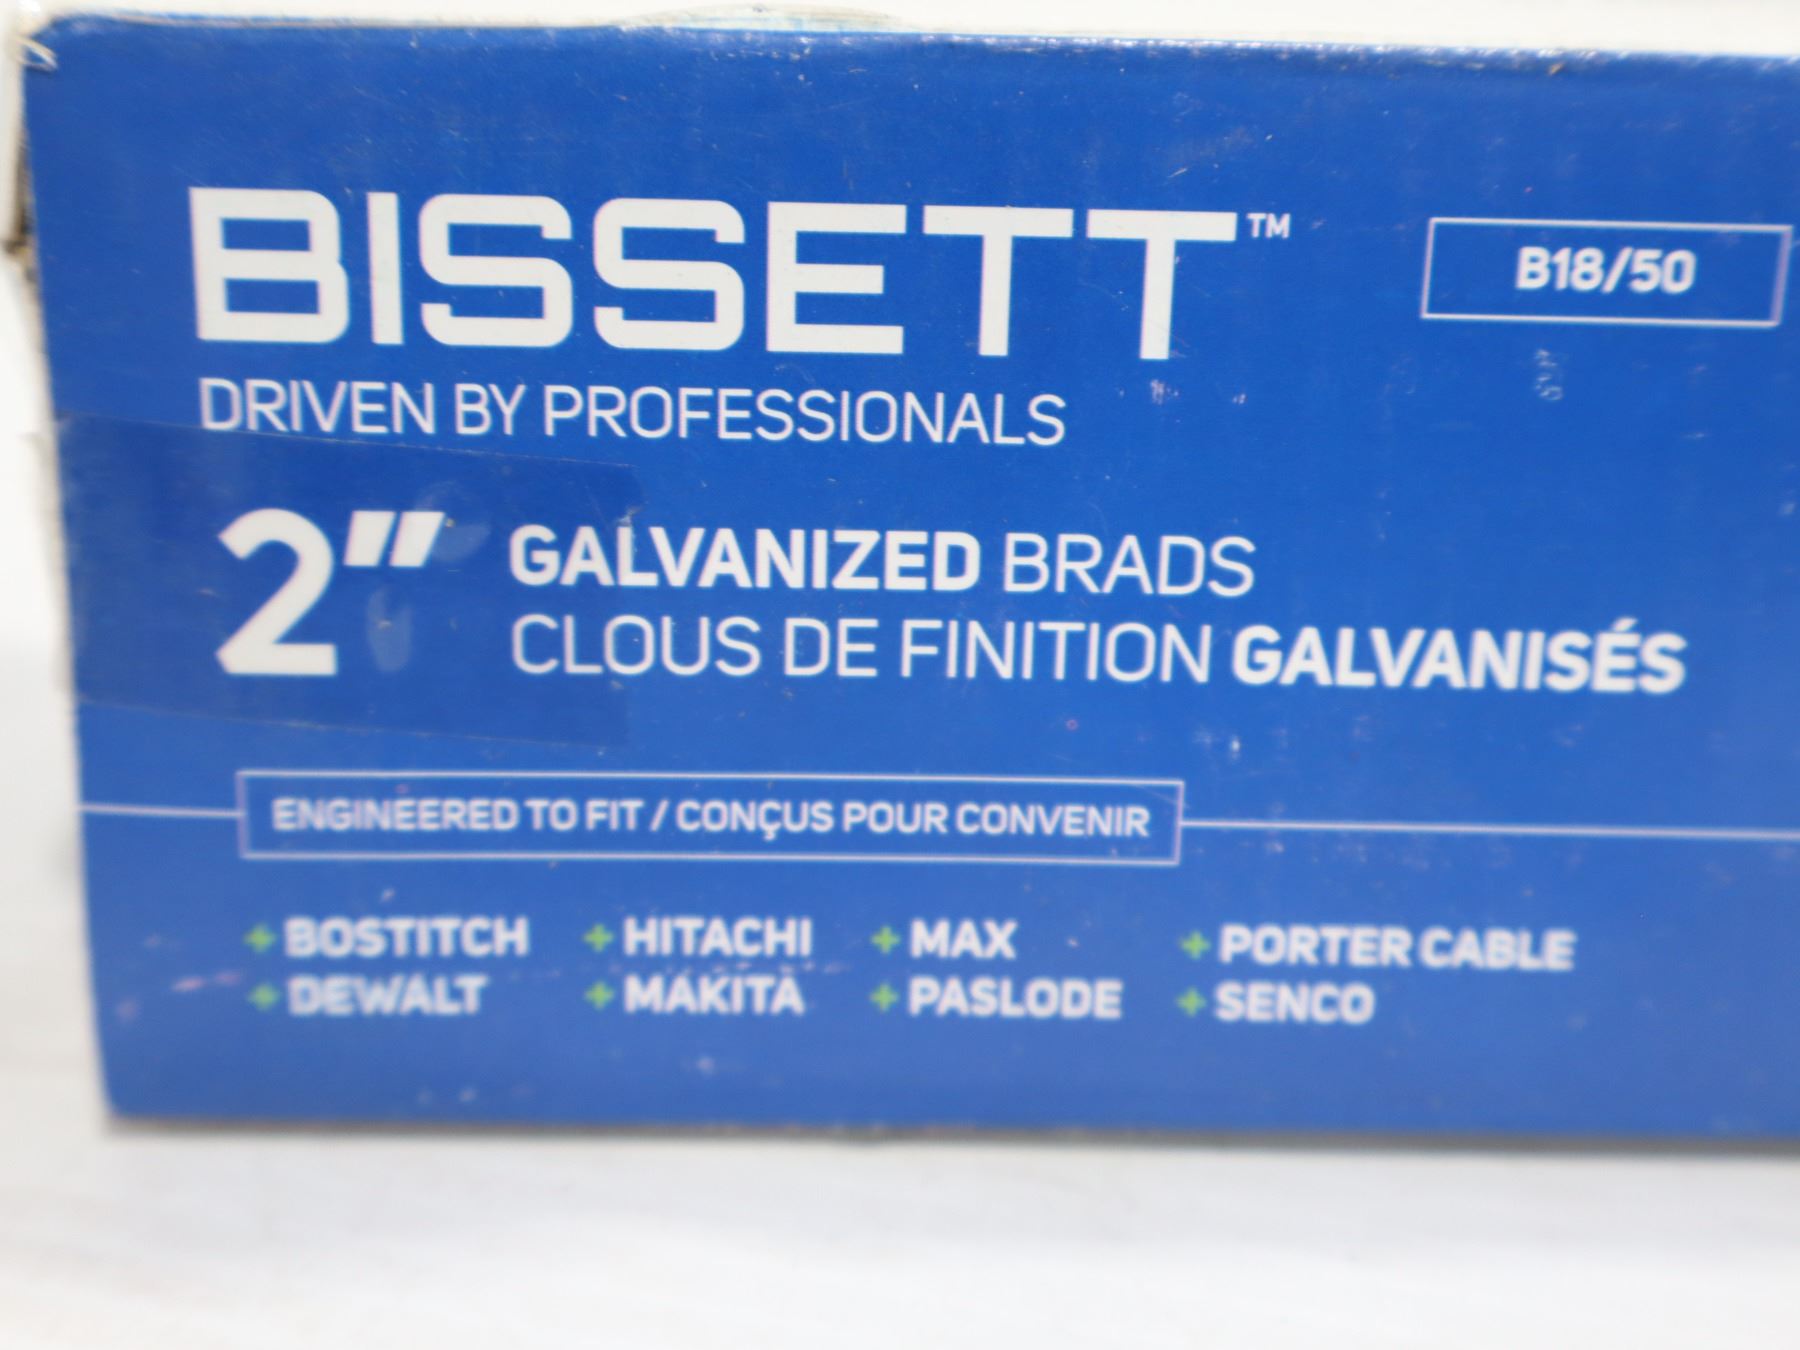 BISSETT™
B18/50
DRIVEN BY PROFESSIONALS
2" GALVANIZED BRADS
CLOUS DE FINITION GALVANISÉS
ENGINEERED TO FIT / CONÇUS POUR CONVENIR
+ BOSTITCH + HITACHI + MAX + PORTER CABLE
+ DEWALT + MAKITA + PASLODE + SENCO